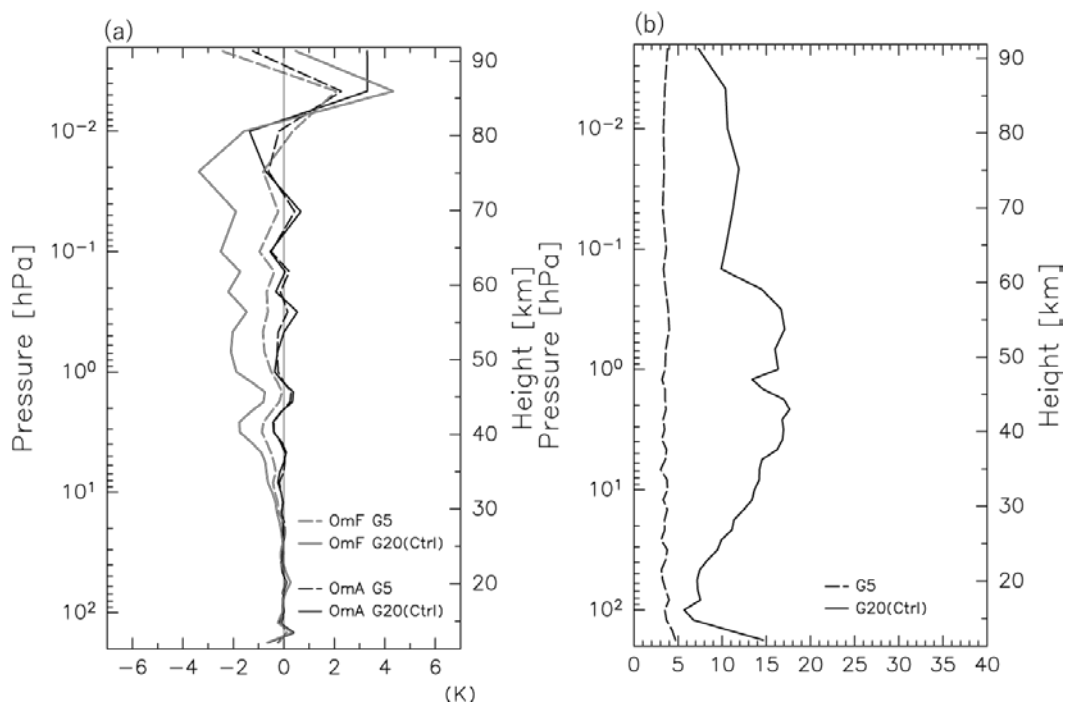 (a)
(b)
10⁻²
10⁻¹
10⁰
10¹
10²
Pressure [hPa]
90
80
70
60
50
40
30
20
Height [km]
OmF G5
OmF G20(Ctrl)
OmA G5
OmA G20(Ctrl)
−6 −4 −2 0 2 4 6
(K)
10⁻²
10⁻¹
10⁰
10¹
10²
Pressure [hPa]
90
80
70
60
50
40
30
20
Height [km]
G5
G20(Ctrl)
0 5 10 15 20 25 30 35 40